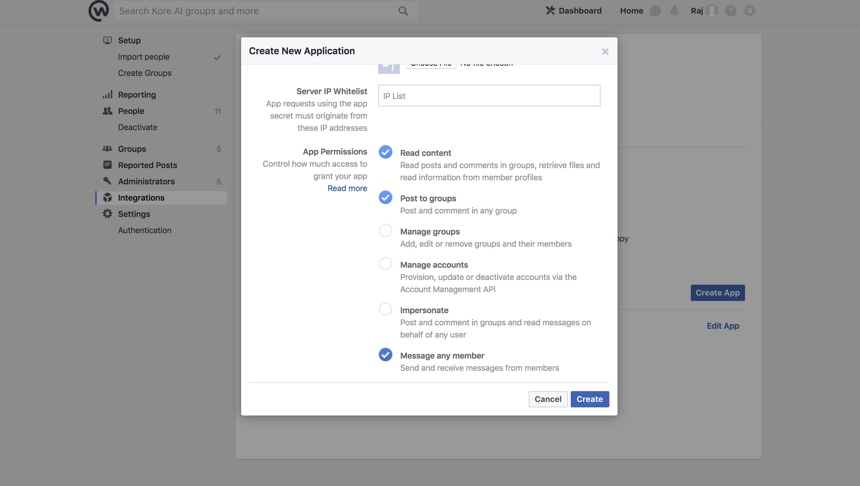 Search Kore.AI groups and more
Dashboard
Home
Raj
Setup
Import people
Create Groups
Reporting
People 11
Deactivate
Groups 5
Reported Posts
Administrators 5
Integrations
Settings
Authentication
Create New Application
Server IP Whitelist
App requests using the app
secret must originate from
these IP addresses
IP List
App Permissions
Control how much access to
grant your app
Read more
Read content
Read posts and comments in groups, retrieve files and
read information from member profiles
Post to groups
Post and comment in any group
Manage groups
Add, edit or remove groups and their members
Manage accounts
Provision, update or deactivate accounts via the
Account Management API
Impersonate
Post and comment in groups and read messages on
behalf of any user
Message any member
Send and receive messages from members
Cancel
Create
Create App
Edit App